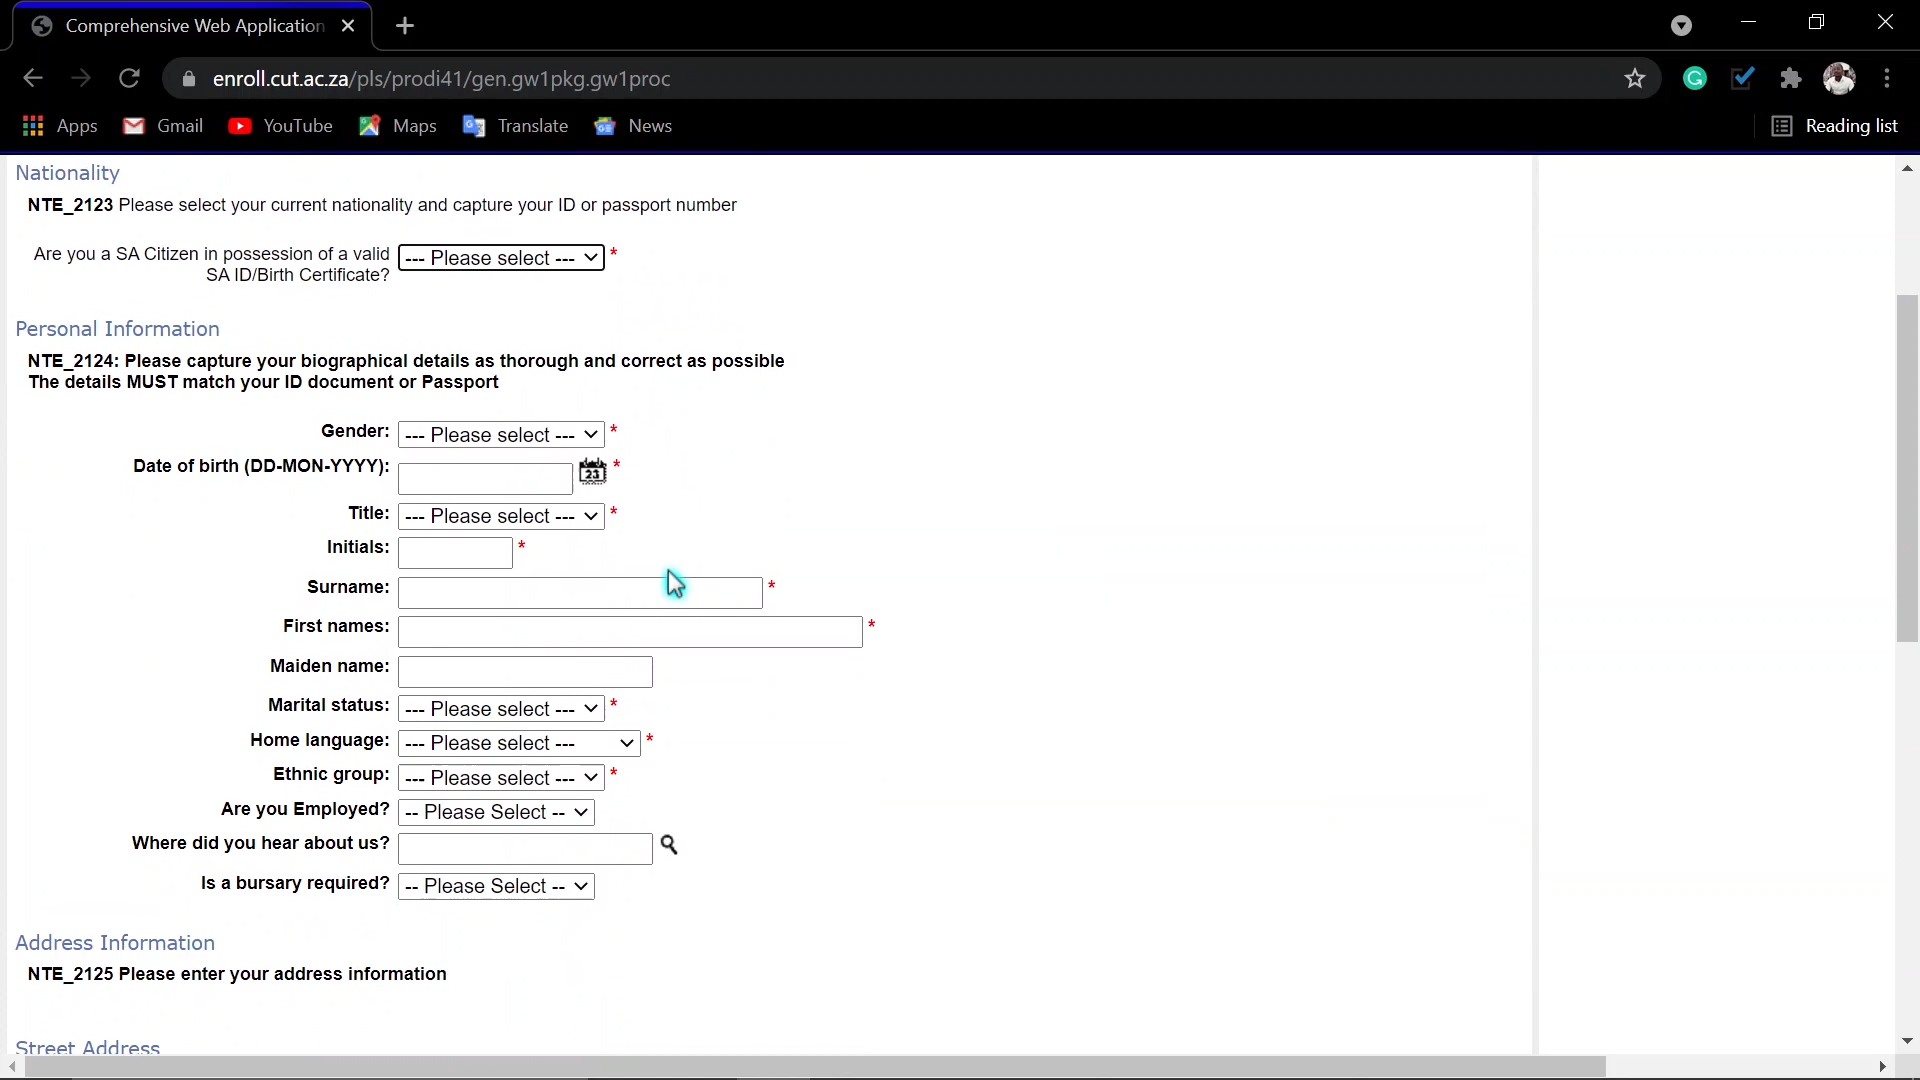 Comprehensive Web Application
enroll.cut.ac.za/pls/prodi41/gen.gw1pkg.gw1proc
Apps Gmail YouTube Maps Translate News Reading list
Nationality
NTE_2123 Please select your current nationality and capture your ID or passport number
Are you a SA Citizen in possession of a valid --- Please select --- *
SA ID/Birth Certificate?
Personal Information
NTE_2124: Please capture your biographical details as thorough and correct as possible
The details MUST match your ID document or Passport
Gender: --- Please select --- *
Date of birth (DD-MON-YYYY): 23 *
Title: --- Please select --- *
Initials: *
Surname: *
First names: *
Maiden name:
Marital status: --- Please select --- *
Home language: --- Please select --- *
Ethnic group: --- Please select --- *
Are you Employed? -- Please Select --
Where did you hear about us?
Is a bursary required? -- Please Select --
Address Information
NTE_2125 Please enter your address information
Street Address